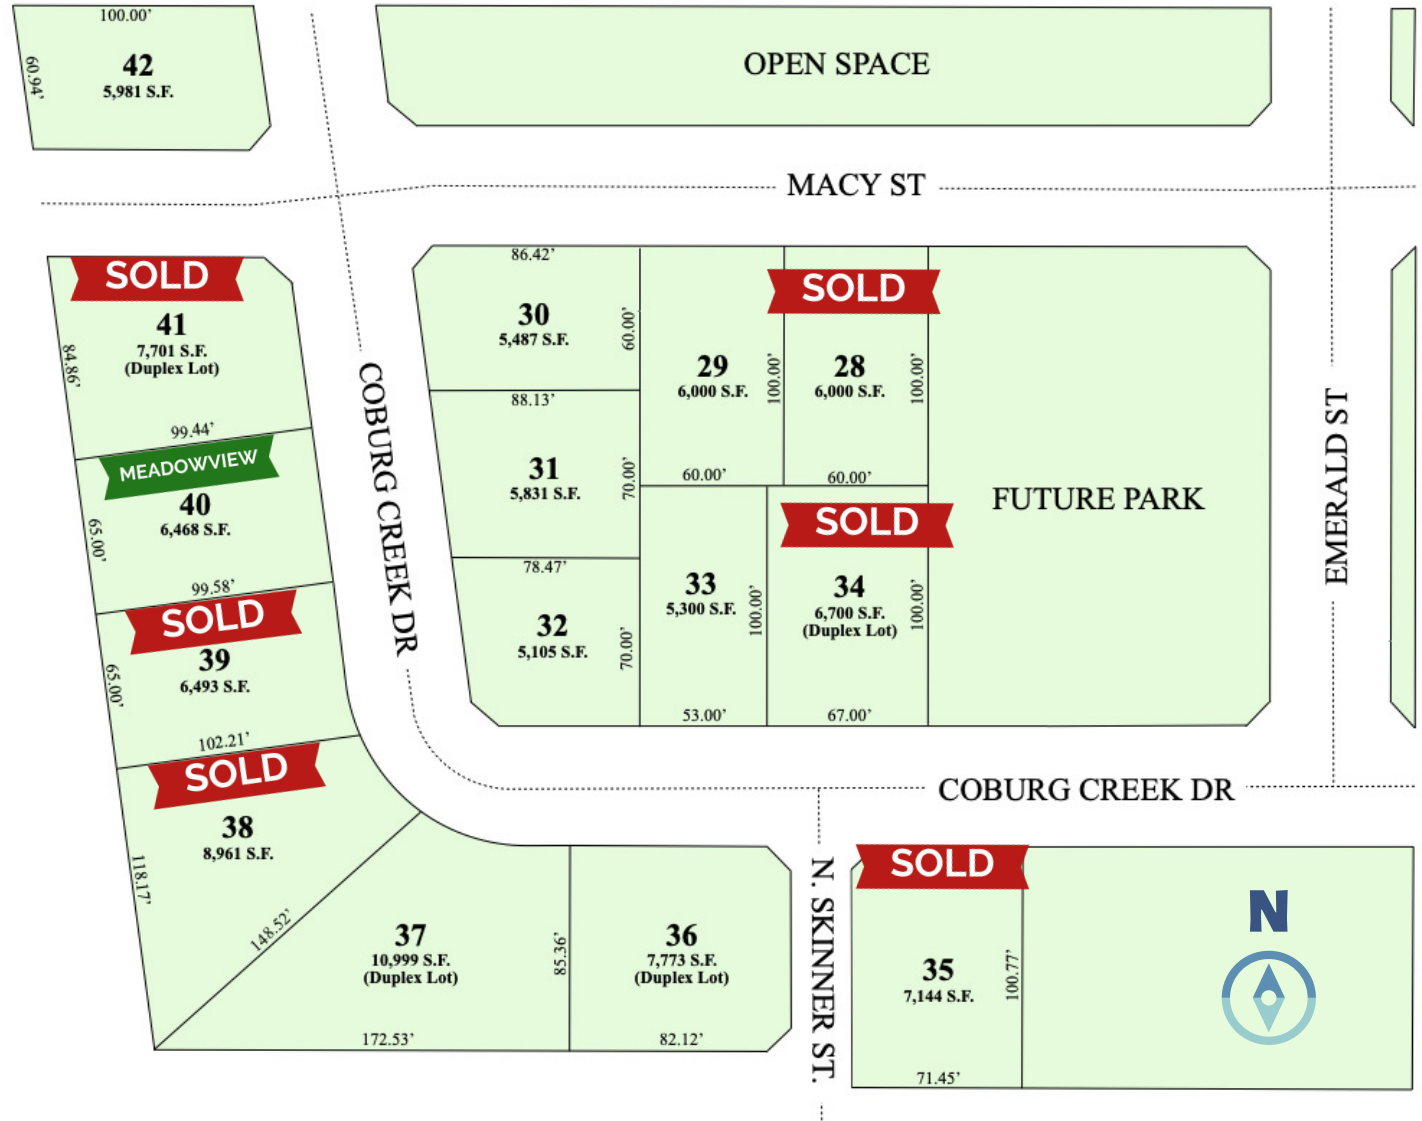 100.00'
42
5,981 S.F.
60.94'
OPEN SPACE
MACY ST
SOLD
41
7,701 S.F.
(Duplex Lot)
84.86'
99.44'
MEADOWVIEW
40
6,468 S.F.
65.00'
99.58'
SOLD
39
6,493 S.F.
65.00'
102.21'
SOLD
38
8,961 S.F.
118.17'
148.52'
COBURG CREEK DR
86.42'
30
5,487 S.F.
60.00'
88.13'
31
5,831 S.F.
70.00'
78.47'
32
5,105 S.F.
70.00'
29
6,000 S.F.
100.00'
60.00'
SOLD
28
6,000 S.F.
100.00'
60.00'
33
5,300 S.F.
100.00'
53.00'
SOLD
34
6,700 S.F.
(Duplex Lot)
100.00'
67.00'
FUTURE PARK
EMERALD ST
COBURG CREEK DR
37
10,999 S.F.
(Duplex Lot)
85.36'
172.53'
36
7,773 S.F.
(Duplex Lot)
82.12'
N. SKINNER ST.
SOLD
35
7,144 S.F.
100.77'
71.45'
N